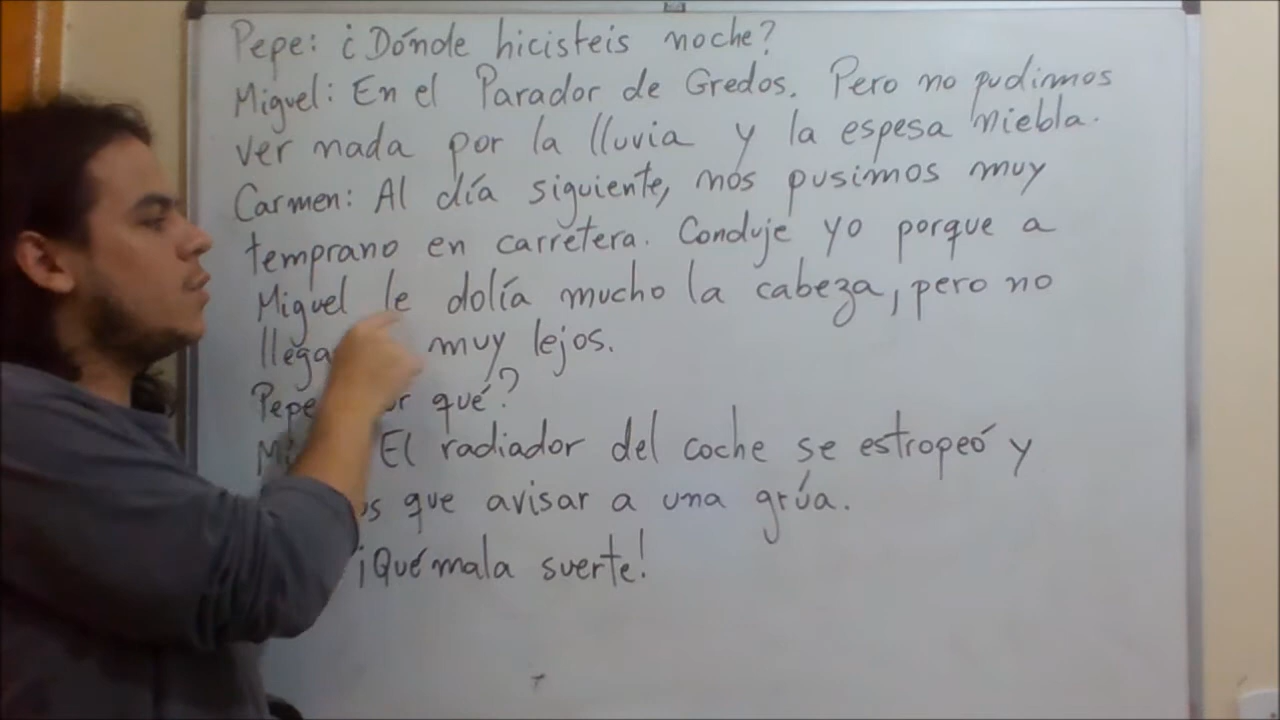 Pepe: ¿Dónde hicisteis noche?
Miguel: En el Parador de Gredos. Pero no pudimos
ver nada por la lluvia y la espesa niebla.
Carmen: Al día siguiente, nos pusimos muy
temprano en carretera. Conduje yo porque a
Miguel le dolía mucho la cabeza, pero no
muy lejos.
Pepe qué?
El radiador del coche se estropeó y
que avisar a una grúa.
¡Qué mala suerte!